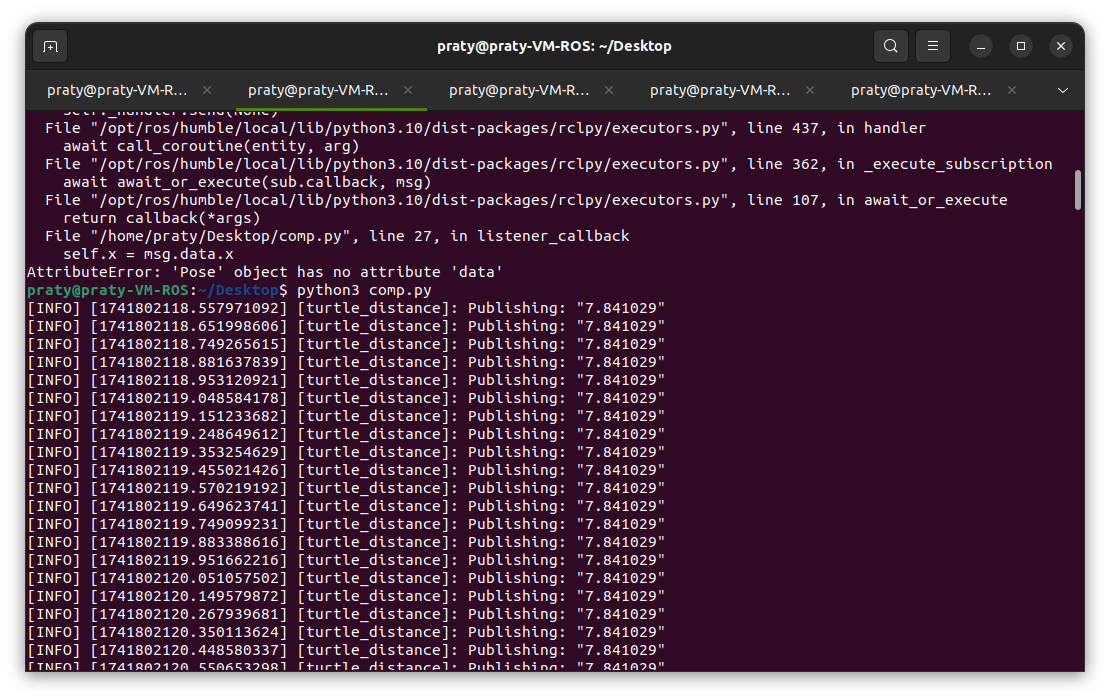 praty@praty-VM-ROS: ~/Desktop
praty@praty-VM-R... × praty@praty-VM-R... × praty@praty-VM-R... × praty@praty-VM-R... × praty@praty-VM-R... ×
    self._handler.send(None)
  File "/opt/ros/humble/local/lib/python3.10/dist-packages/rclpy/executors.py", line 437, in handler
    await call_coroutine(entity, arg)
  File "/opt/ros/humble/local/lib/python3.10/dist-packages/rclpy/executors.py", line 362, in _execute_subscription
    await await_or_execute(sub.callback, msg)
  File "/opt/ros/humble/local/lib/python3.10/dist-packages/rclpy/executors.py", line 107, in await_or_execute
    return callback(*args)
  File "/home/praty/Desktop/comp.py", line 27, in listener_callback
    self.x = msg.data.x
AttributeError: 'Pose' object has no attribute 'data'
praty@praty-VM-ROS:~/Desktop$ python3 comp.py
[INFO] [1741802118.557971092] [turtle_distance]: Publishing: "7.841029"
[INFO] [1741802118.651998606] [turtle_distance]: Publishing: "7.841029"
[INFO] [1741802118.749265615] [turtle_distance]: Publishing: "7.841029"
[INFO] [1741802118.881637839] [turtle_distance]: Publishing: "7.841029"
[INFO] [1741802118.953120921] [turtle_distance]: Publishing: "7.841029"
[INFO] [1741802119.048584178] [turtle_distance]: Publishing: "7.841029"
[INFO] [1741802119.151233682] [turtle_distance]: Publishing: "7.841029"
[INFO] [1741802119.248649612] [turtle_distance]: Publishing: "7.841029"
[INFO] [1741802119.353254629] [turtle_distance]: Publishing: "7.841029"
[INFO] [1741802119.455021426] [turtle_distance]: Publishing: "7.841029"
[INFO] [1741802119.570219192] [turtle_distance]: Publishing: "7.841029"
[INFO] [1741802119.649623741] [turtle_distance]: Publishing: "7.841029"
[INFO] [1741802119.749099231] [turtle_distance]: Publishing: "7.841029"
[INFO] [1741802119.883388616] [turtle_distance]: Publishing: "7.841029"
[INFO] [1741802119.951662216] [turtle_distance]: Publishing: "7.841029"
[INFO] [1741802120.051057502] [turtle_distance]: Publishing: "7.841029"
[INFO] [1741802120.149579872] [turtle_distance]: Publishing: "7.841029"
[INFO] [1741802120.267939681] [turtle_distance]: Publishing: "7.841029"
[INFO] [1741802120.350113624] [turtle_distance]: Publishing: "7.841029"
[INFO] [1741802120.448580337] [turtle_distance]: Publishing: "7.841029"
[INFO] [1741802120.550653298] [turtle_distance]: Publishing: "7.841029"